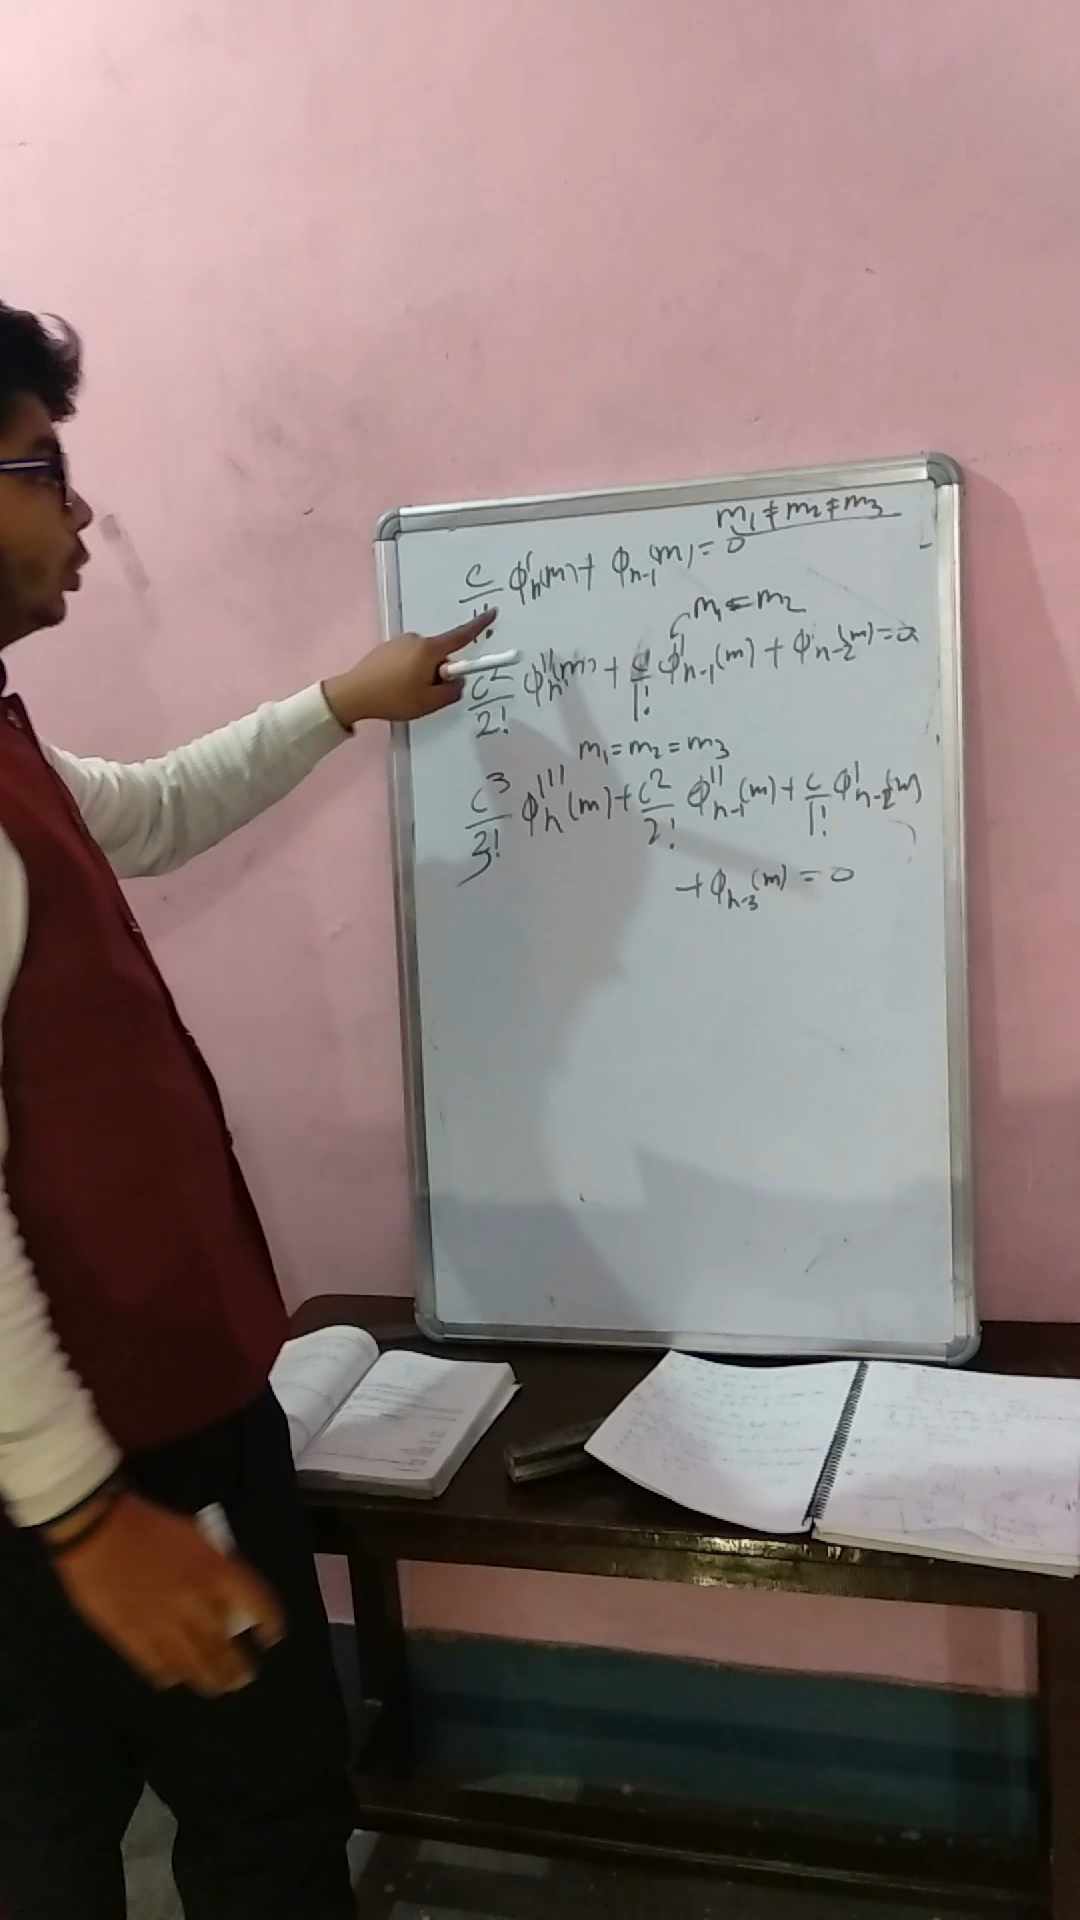 m₁ ≠ m₂ ≠ m₃
c/1! ϕ'ₙ(m) + ϕₙ₋₁(m) = 0
m₁ = m₂
c²/2! ϕ''ₙ(m) + c/1! ϕ'ₙ₋₁(m) + ϕₙ₋₂(m) = 0
m₁ = m₂ = m₃
c³/3! ϕ'''ₙ(m) + c²/2! ϕ''ₙ₋₁(m) + c/1! ϕ'ₙ₋₂(m)
+ ϕₙ₋₃(m) = 0